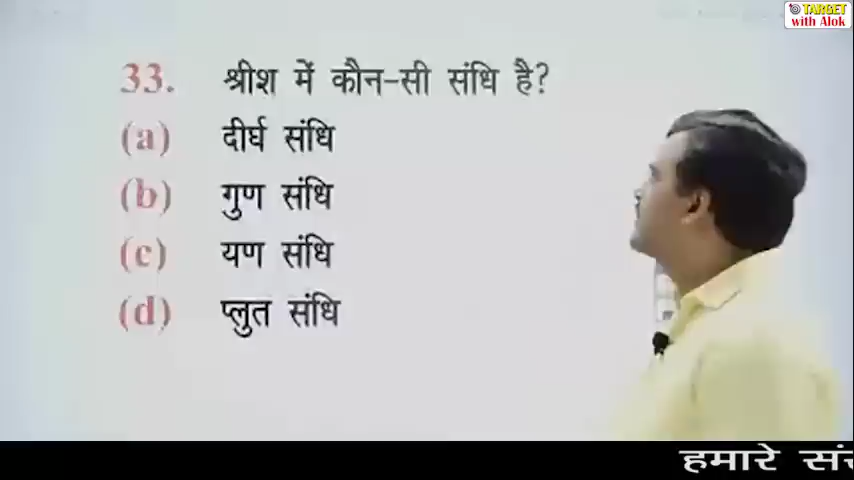 TARGET
with Alok
33. श्रीश में कौन-सी संधि है?
(a) दीर्घ संधि
(b) गुण संधि
(c) यण संधि
(d) प्लुत संधि
हमारे